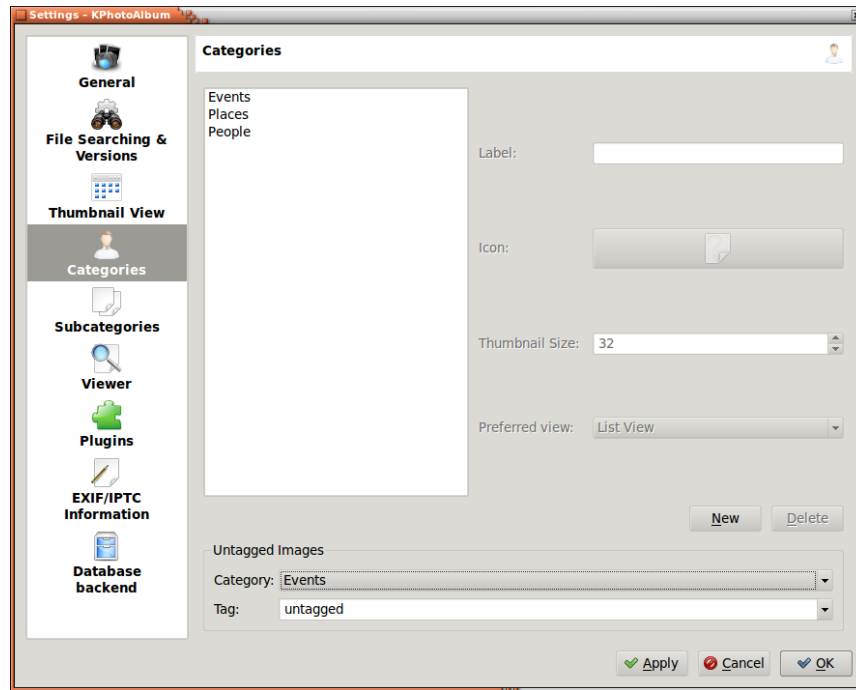 Settings - KPhotoAlbum
General
File Searching &
Versions
Thumbnail View
Categories
Subcategories
Viewer
Plugins
EXIF/IPTC
Information
Database
backend
Categories
Events
Places
People
Label:
Icon:
Thumbnail Size: 32
Preferred view: List View
New Delete
Untagged Images
Category: Events
Tag: untagged
Apply Cancel OK